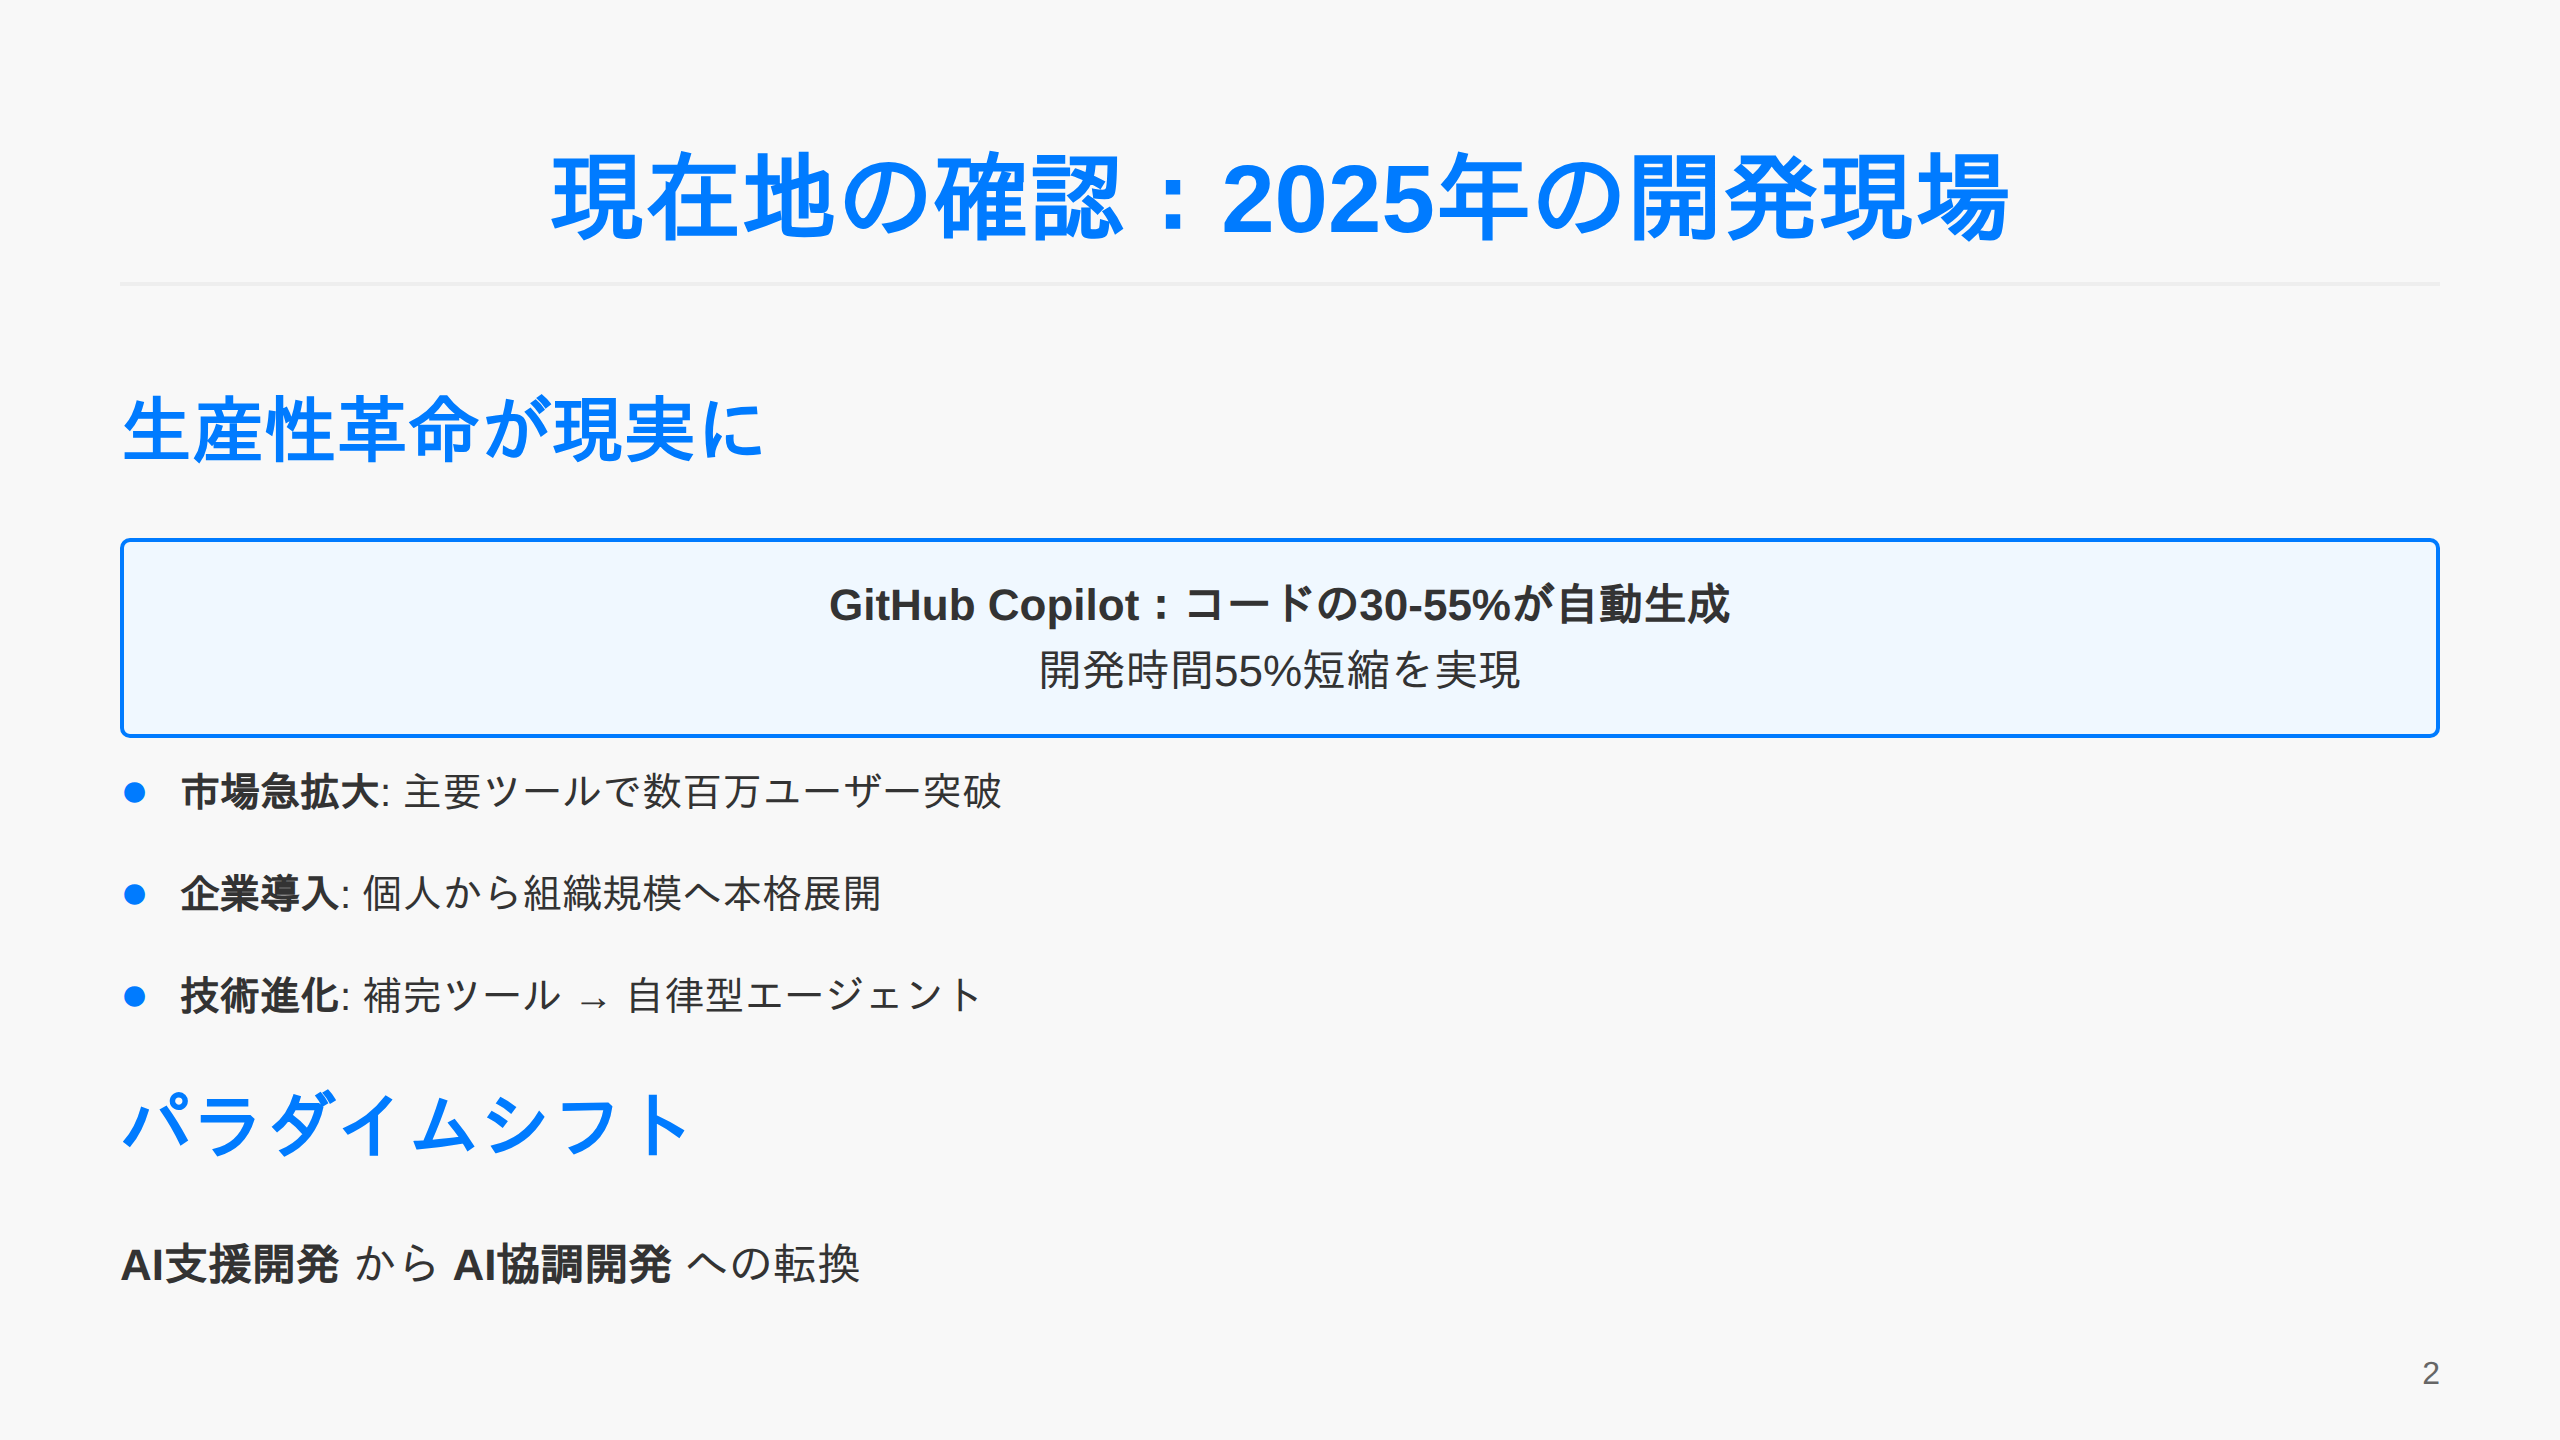 現在地の確認：2025年の開発現場
生産性革命が現実に
GitHub Copilot：コードの30-55%が自動生成
開発時間55%短縮を実現
● 市場急拡大: 主要ツールで数百万ユーザー突破
● 企業導入: 個人から組織規模へ本格展開
● 技術進化: 補完ツール → 自律型エージェント
パラダイムシフト
AI支援開発 から AI協調開発 への転換
2